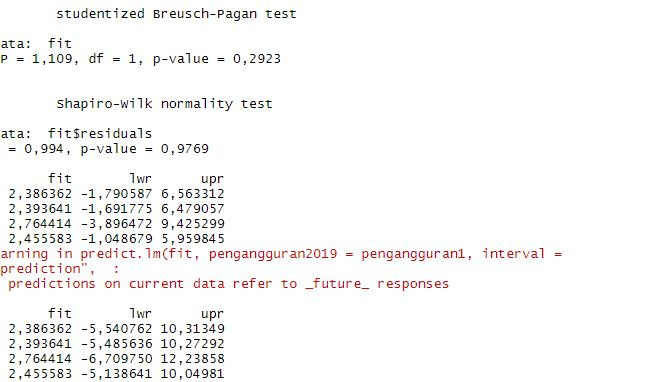 studentized Breusch-Pagan test
ata:  fit
P = 1,109, df = 1, p-value = 0,2923
Shapiro-Wilk normality test
ata:  fit$residuals
= 0,994, p-value = 0,9769
fit lwr upr
2,386362 -1,790587 6,563312
2,393641 -1,691775 6,479057
2,764414 -3,896472 9,425299
2,455583 -1,048679 5,959845
arning in predict.lm(fit, pengangguran2019 = pengangguran1, interval =
prediction",  :
predictions on current data refer to _future_ responses
fit lwr upr
2,386362 -5,540762 10,31349
2,393641 -5,485636 10,27292
2,764414 -6,709750 12,23858
2,455583 -5,138641 10,04981